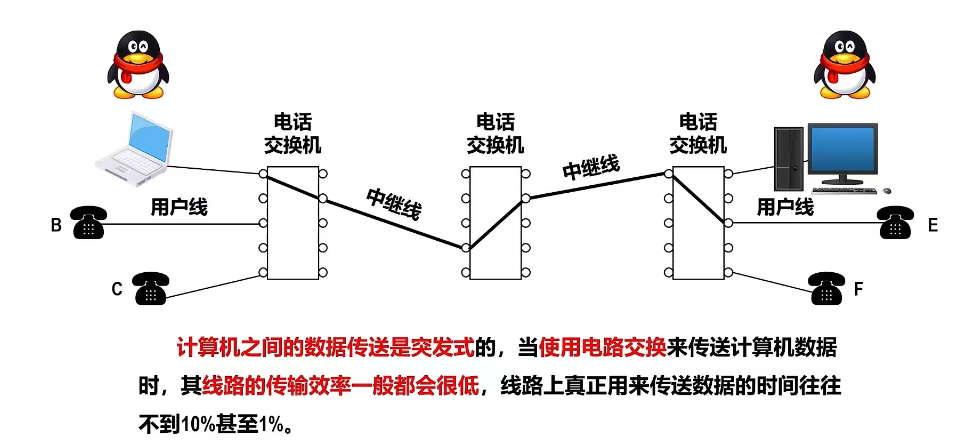 电话
交换机
电话
交换机
电话
交换机
中继线
中继线
用户线
用户线
B
E
C
F
计算机之间的数据传送是突发式的，当使用电路交换来传送计算机数据
时，其线路的传输效率一般都会很低，线路上真正用来传送数据的时间往往
不到10%甚至1%。